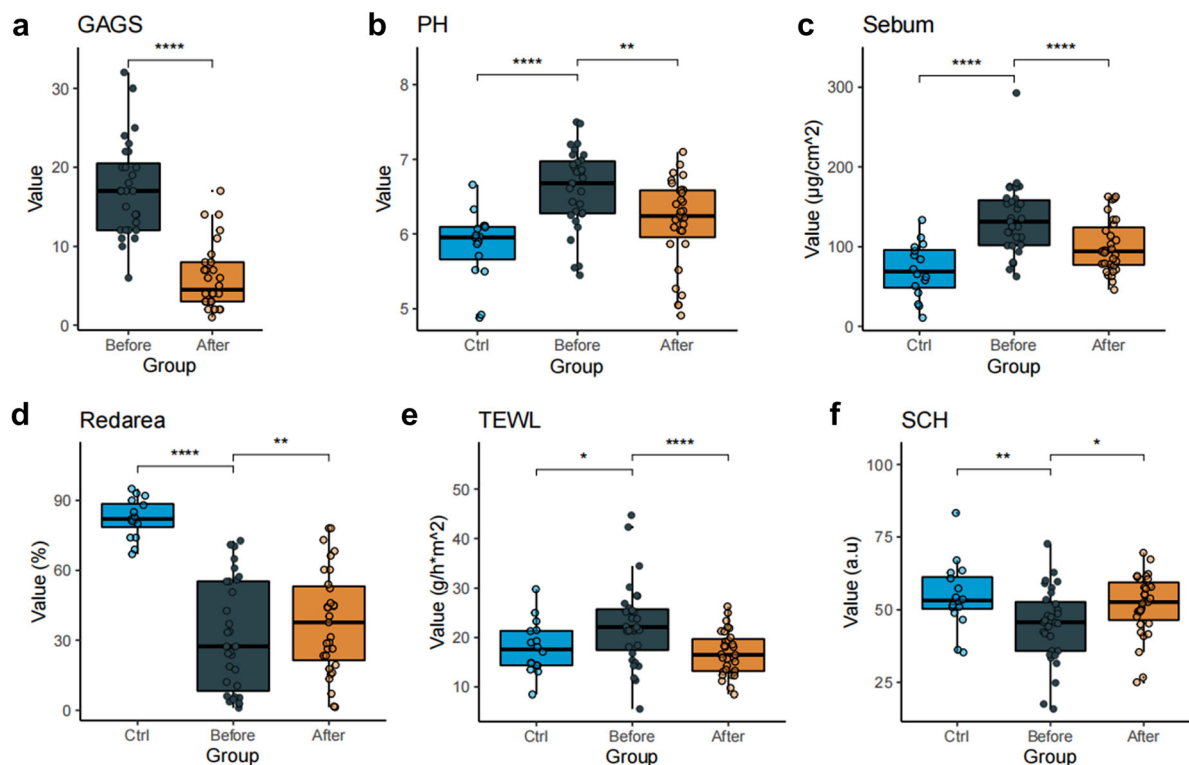 a GAGS
****
Value
30
20
10
0
Before After
Group
b PH
**** **
Value
8
7
6
5
Ctrl Before After
Group
c Sebum
**** ****
Value (µg/cm^2)
300
200
100
0
Ctrl Before After
Group
d Redarea
**** **
Value (%)
90
60
30
0
Ctrl Before After
Group
e TEWL
* ****
Value (g/h*m^2)
50
40
30
20
10
Ctrl Before After
Group
f SCH
** *
Value (a.u)
100
75
50
25
Ctrl Before After
Group